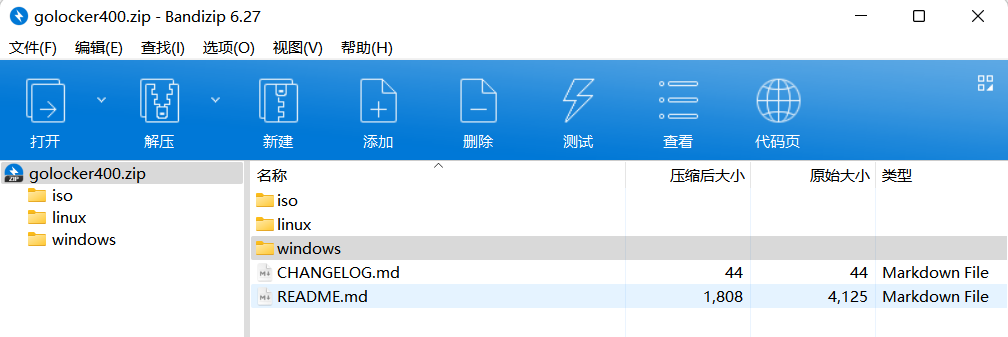 golocker400.zip - Bandizip 6.27
文件(F) 编辑(E) 查找(I) 选项(O) 视图(V) 帮助(H)
打开 解压 新建 添加 删除 测试 查看 代码页
golocker400.zip
iso
linux
windows
名称 压缩后大小 原始大小 类型
iso
linux
windows
CHANGELOG.md 44 44 Markdown File
README.md 1,808 4,125 Markdown File